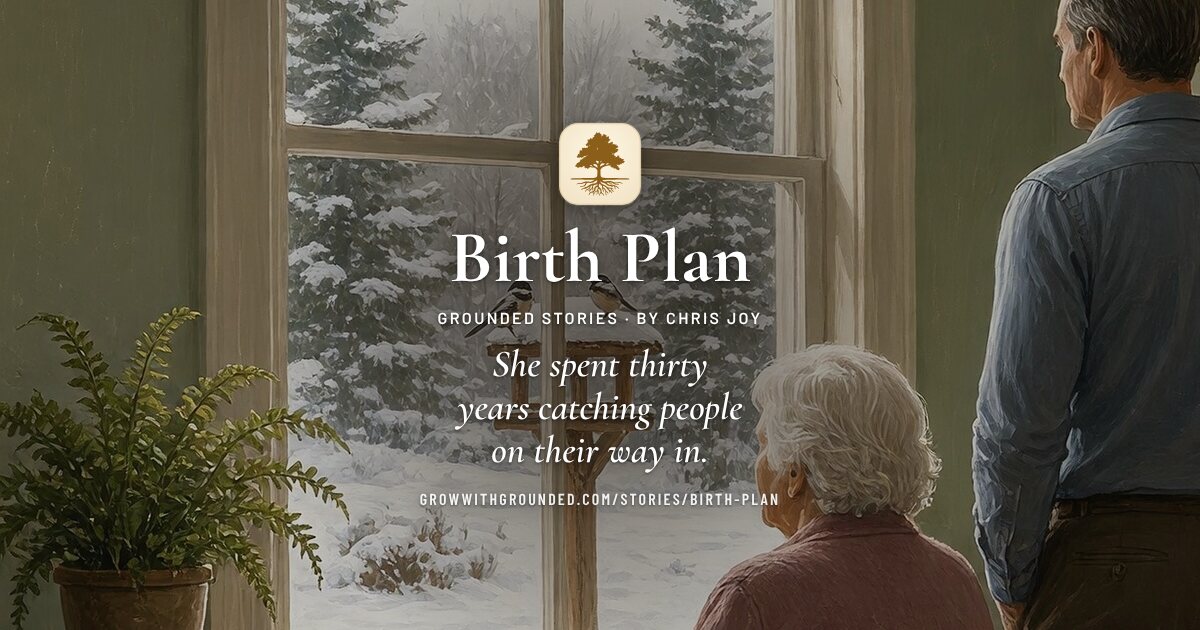 Birth Plan
GROUNDED STORIES · BY CHRIS JOY
She spent thirty
years catching people
on their way in.
GROWWITHGROUNDED.COM/STORIES/BIRTH-PLAN